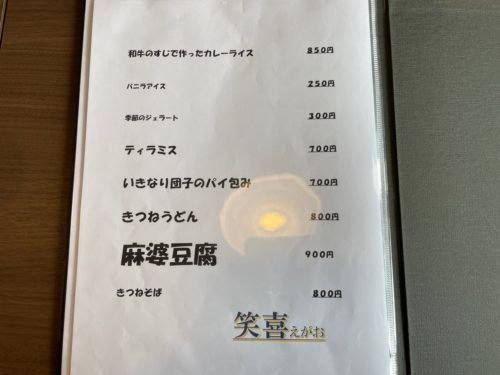 和牛のすじで作ったカレーライス 850円
バニラアイス 250円
季節のジェラート 300円
ティラミス 700円
いきなり団子のパイ包み 700円
きつねうどん 800円
麻婆豆腐 900円
きつねそば 800円
笑喜えがお